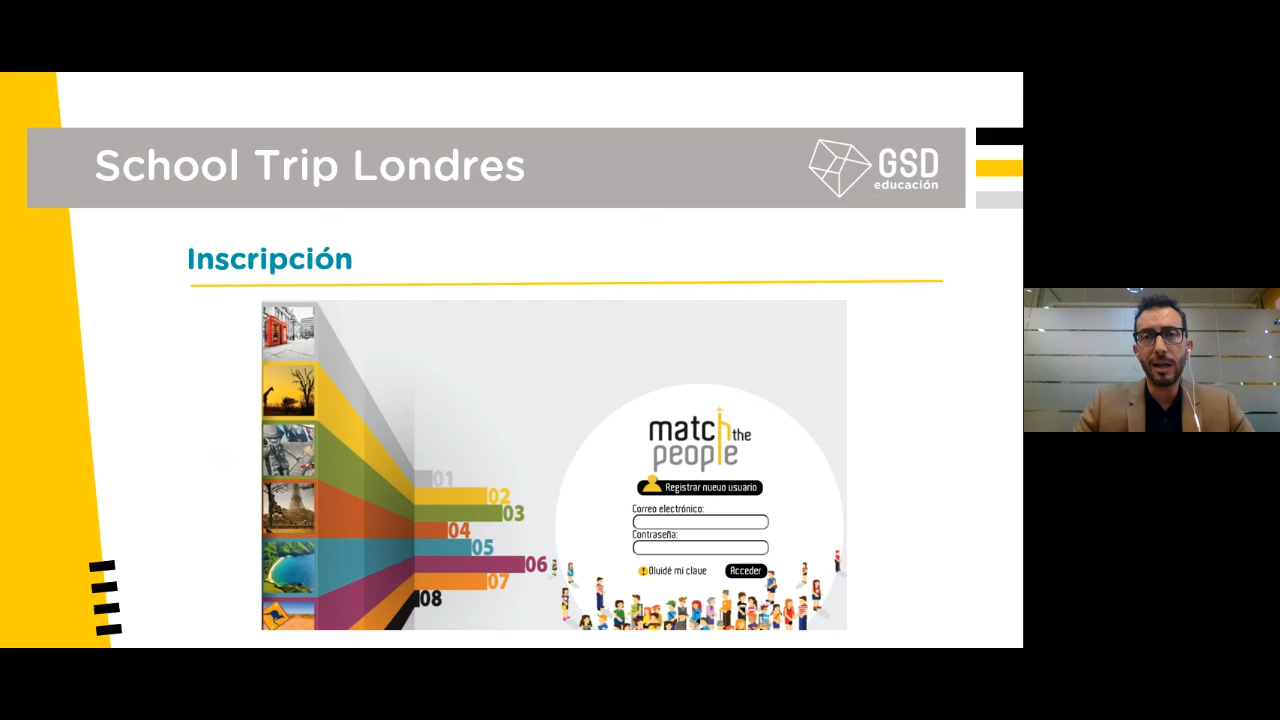 School Trip Londres
GSD
educación
Inscripción
match the
people
Registrar nuevo usuario
Correo electrónico:
Contraseña:
Olvidé mi clave
Acceder
01
02
03
04
05
06
07
08